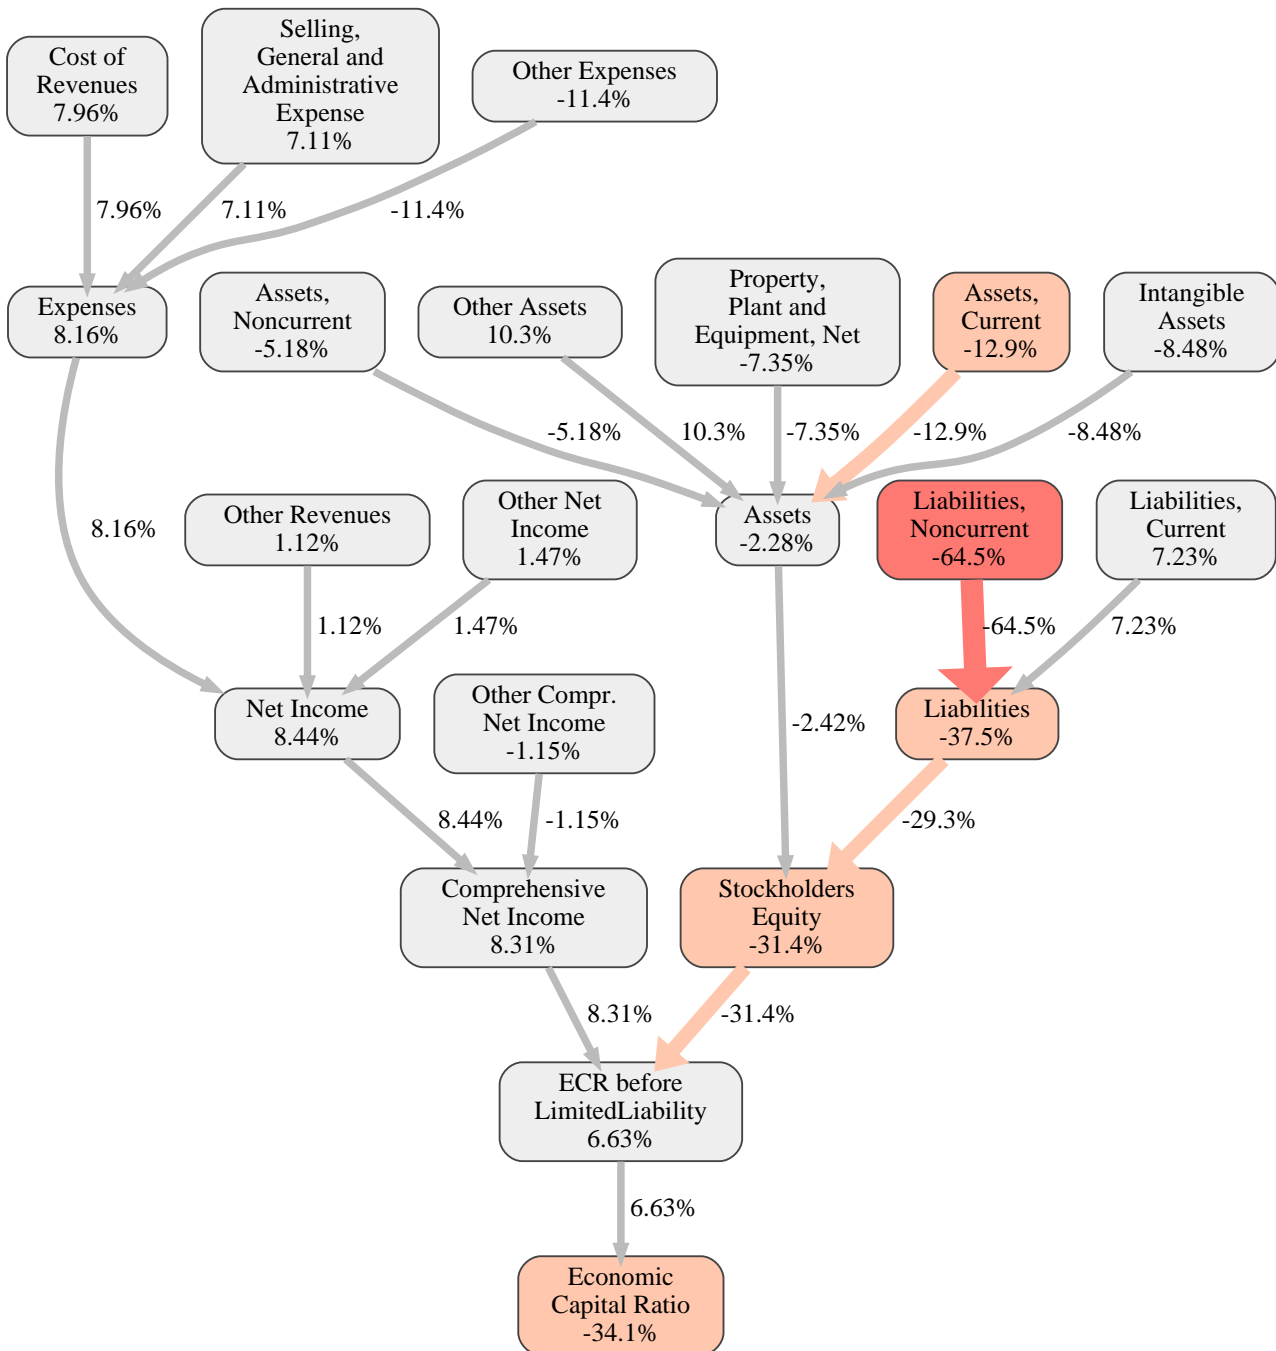 Cost of
Revenues
7.96%
Selling,
General and
Administrative
Expense
7.11%
Other Expenses
-11.4%
7.96%
7.11%
-11.4%
Expenses
8.16%
Assets,
Noncurrent
-5.18%
Other Assets
10.3%
Property,
Plant and
Equipment, Net
-7.35%
Assets,
Current
-12.9%
Intangible
Assets
-8.48%
-5.18%
10.3%
-7.35%
-12.9%
-8.48%
8.16%
Other Revenues
1.12%
Other Net
Income
1.47%
Assets
-2.28%
Liabilities,
Noncurrent
-64.5%
Liabilities,
Current
7.23%
1.12%
1.47%
-64.5%
7.23%
Net Income
8.44%
Other Compr.
Net Income
-1.15%
-2.42%
Liabilities
-37.5%
8.44%
-1.15%
-29.3%
Comprehensive
Net Income
8.31%
Stockholders
Equity
-31.4%
8.31%
-31.4%
ECR before
LimitedLiability
6.63%
6.63%
Economic
Capital Ratio
-34.1%